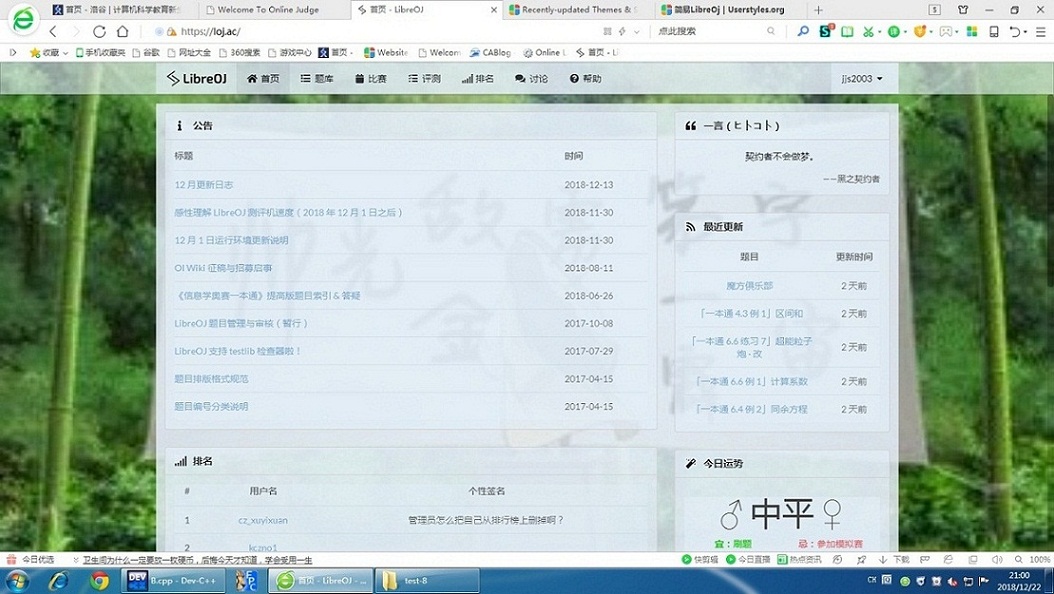 首页 - 洛谷 | 计算机科学教育新
Welcome To Online Judge
首页 - LibreOJ
Recently-updated Themes & S
简易LibreOj | Userstyles.org
https://loj.ac/
点此搜索
收藏
手机收藏夹
谷歌
网址大全
360搜索
游戏中心
首页 -
Website
Welcom
CABlog
Online
首页 - Li
LibreOJ
首页
题库
比赛
评测
排名
讨论
帮助
jjs2003
公告
标题 时间
12 月更新日志 2018-12-13
感性理解 LibreOJ 测评机速度（2018 年 12 月 1 日之后） 2018-11-30
12 月 1 日运行环境更新说明 2018-11-30
OI Wiki 征稿与招募启事 2018-08-11
《信息学奥赛一本通》提高版题目索引 & 答疑 2018-06-26
LibreOJ 题目管理与审核（暂行） 2017-10-08
LibreOJ 支持 testlib 检查器啦！ 2017-07-29
题目排版格式规范 2017-04-15
题目编号分类说明 2017-04-15
排名
# 用户名 个性签名
1 cz_xuyixuan 管理员怎么把自己从排行榜上删掉啊？
2 kczno1
一言（ヒトコト）
契约者不会做梦。
——黑之契约者
最近更新
题目 更新时间
魔方俱乐部 2 天前
「一本通 4.3 例 1」区间和 2 天前
「一本通 6.6 练习 7」超能粒子
炮 · 改 2 天前
「一本通 6.6 例 1」计算系数 2 天前
「一本通 6.4 例 2」同余方程 2 天前
今日运势
♂中平♀
宜：刷题 忌：参加模拟赛
今日优选
卫生间为什么一定要放一枚硬币，后悔今天才知道，学会受用一生
快剪辑
今日直播
热点资讯
下载
100%
B.cpp - Dev-C++
首页 - LibreOJ - ...
test-8
CK
21:00
2018/12/22